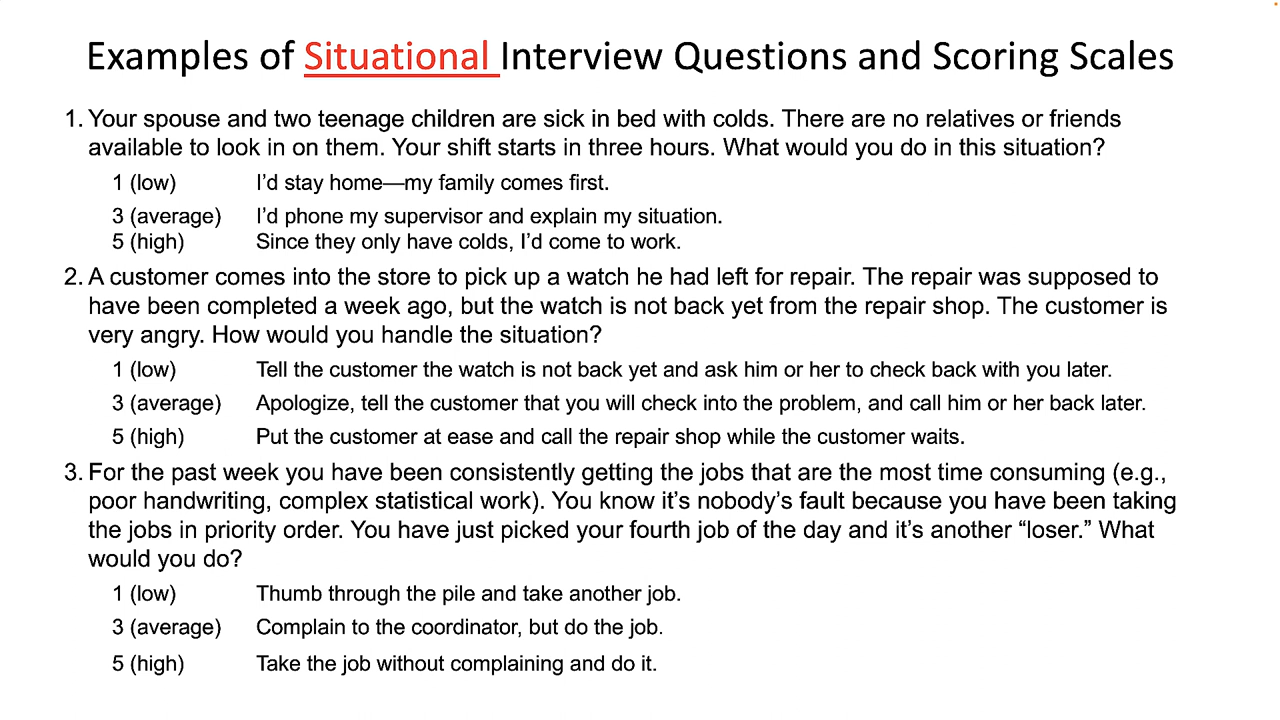 Examples of Situational Interview Questions and Scoring Scales
1. Your spouse and two teenage children are sick in bed with colds. There are no relatives or friends
available to look in on them. Your shift starts in three hours. What would you do in this situation?
1 (low) I’d stay home—my family comes first.
3 (average) I’d phone my supervisor and explain my situation.
5 (high) Since they only have colds, I’d come to work.
2. A customer comes into the store to pick up a watch he had left for repair. The repair was supposed to
have been completed a week ago, but the watch is not back yet from the repair shop. The customer is
very angry. How would you handle the situation?
1 (low) Tell the customer the watch is not back yet and ask him or her to check back with you later.
3 (average) Apologize, tell the customer that you will check into the problem, and call him or her back later.
5 (high) Put the customer at ease and call the repair shop while the customer waits.
3. For the past week you have been consistently getting the jobs that are the most time consuming (e.g.,
poor handwriting, complex statistical work). You know it’s nobody’s fault because you have been taking
the jobs in priority order. You have just picked your fourth job of the day and it’s another “loser.” What
would you do?
1 (low) Thumb through the pile and take another job.
3 (average) Complain to the coordinator, but do the job.
5 (high) Take the job without complaining and do it.